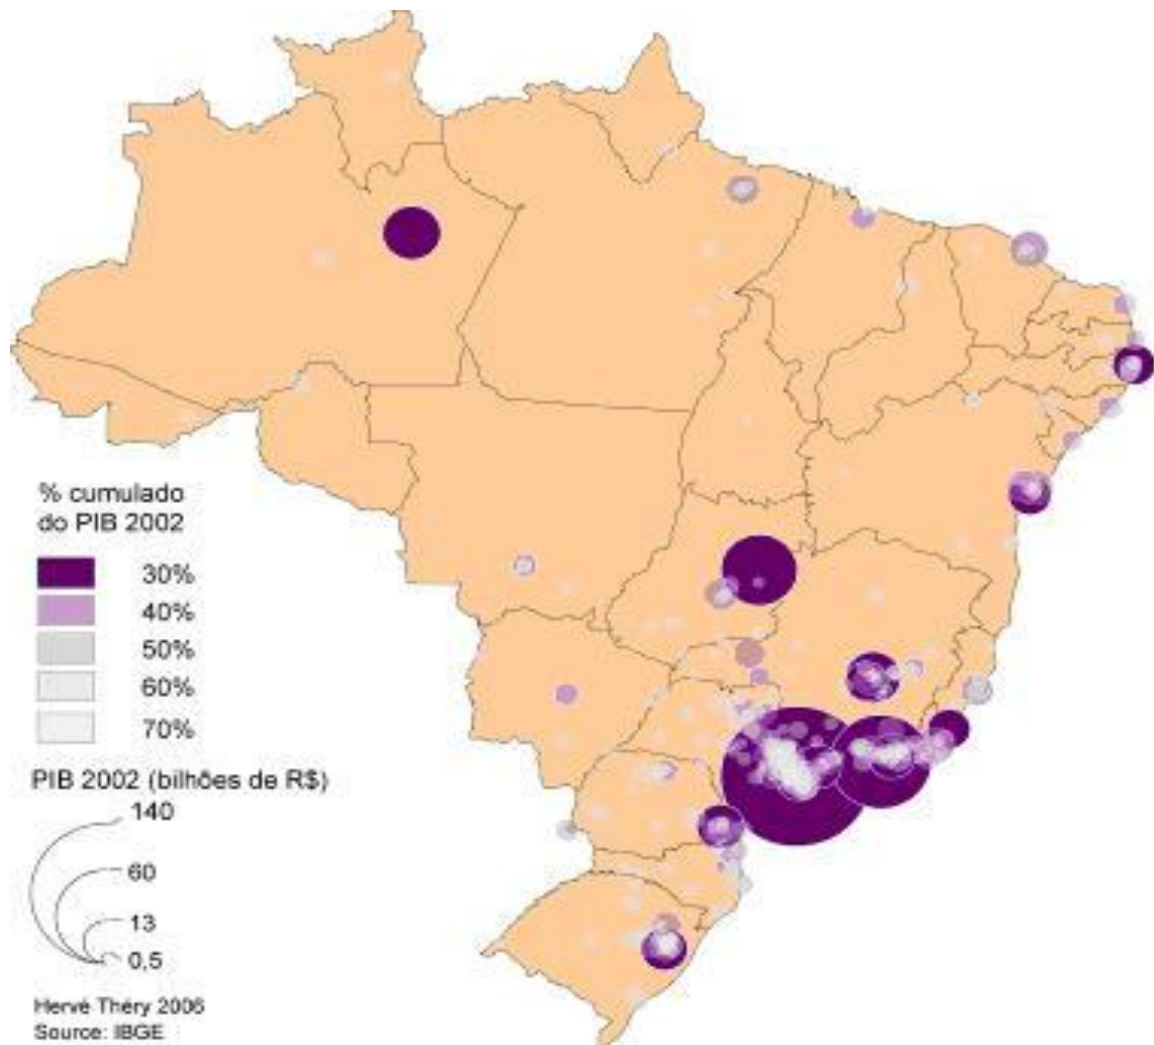 % cumulado
do PIB 2002
30%
40%
50%
60%
70%
PIB 2002 (bilhões de R$)
140
60
13
0,5
Hervé Théry 2006
Source: IBGE